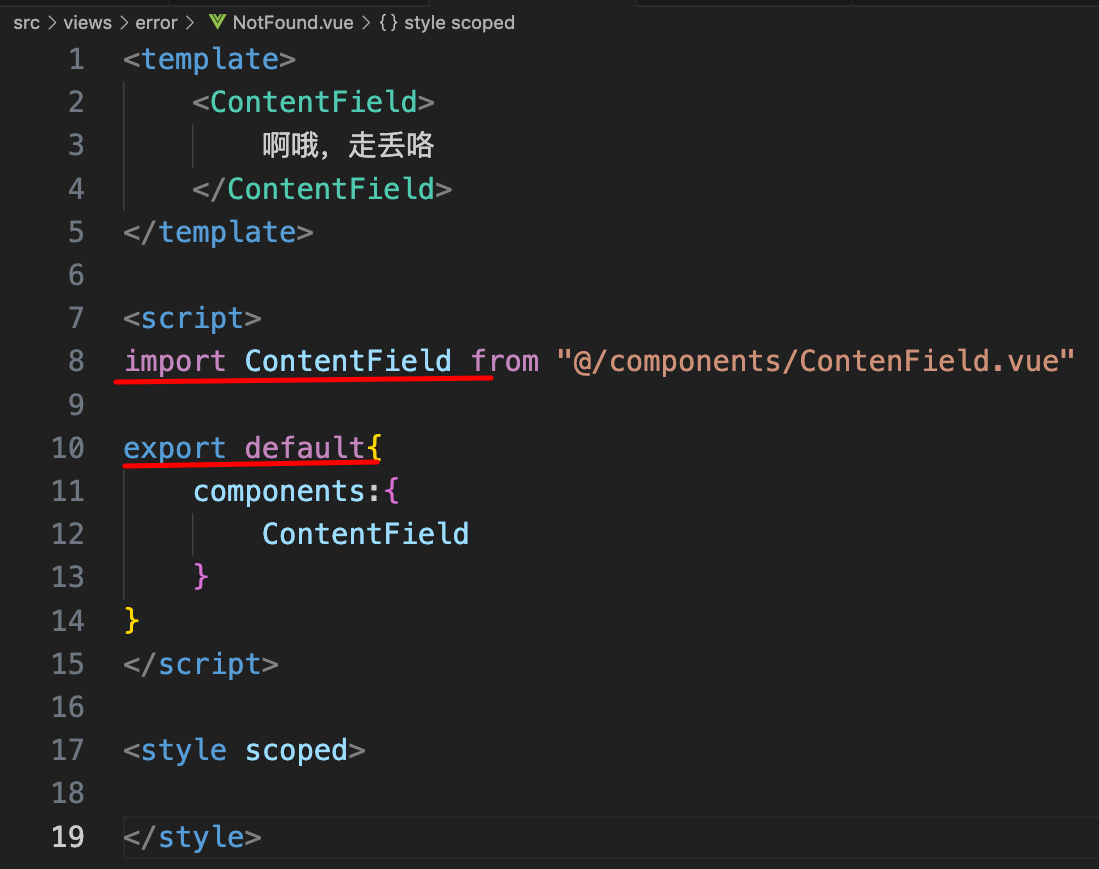 src > views > error > NotFound.vue > {} style scoped
1 <template>
2 <ContentField>
3 啊哦，走丢咯
4 </ContentField>
5 </template>
6
7 <script>
8 import ContentField from "@/components/ContenField.vue"
9
10 export default{
11 components:{
12 ContentField
13 }
14 }
15 </script>
16
17 <style scoped>
18
19 </style>